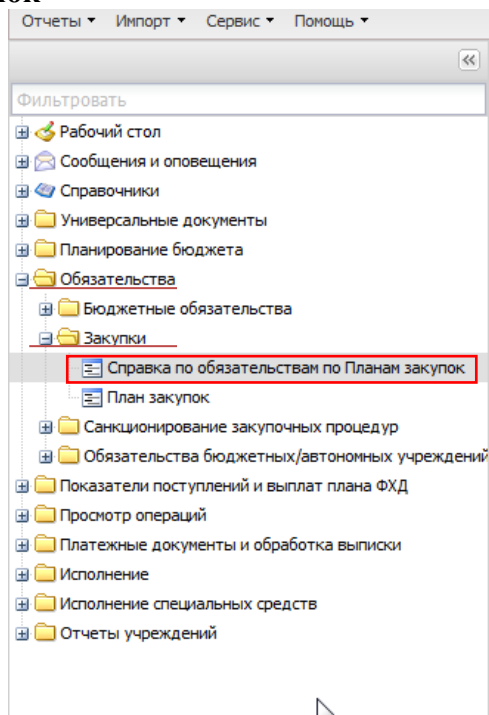 Отчеты Импорт Сервис Помощь
Фильтровать
Рабочий стол
Сообщения и оповещения
Справочники
Универсальные документы
Планирование бюджета
Обязательства
Бюджетные обязательства
Закупки
Справка по обязательствам по Планам закупок
План закупок
Санкционирование закупочных процедур
Обязательства бюджетных/автономных учреждений
Показатели поступлений и выплат плана ФХД
Просмотр операций
Платежные документы и обработка выписки
Исполнение
Исполнение специальных средств
Отчеты учреждений